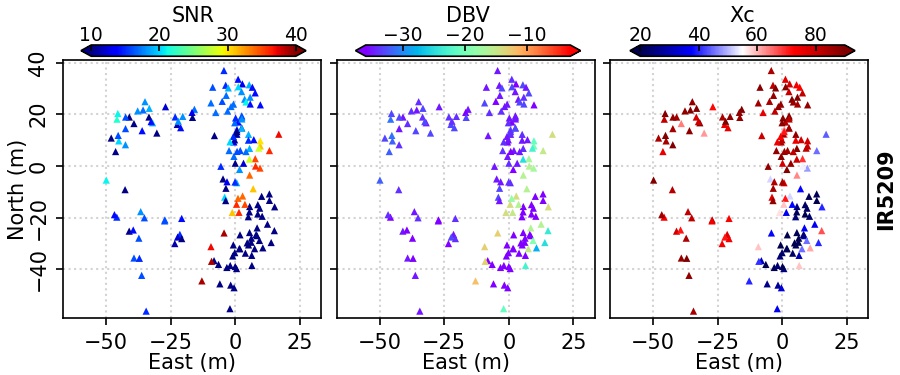 SNR DBV Xc
10 20 30 40 −30 −20 −10 20 40 60 80
40
20
0
−20
−40
North (m)
IR5209
−50 −25 0 25 −50 −25 0 25 −50 −25 0 25
East (m) East (m) East (m)